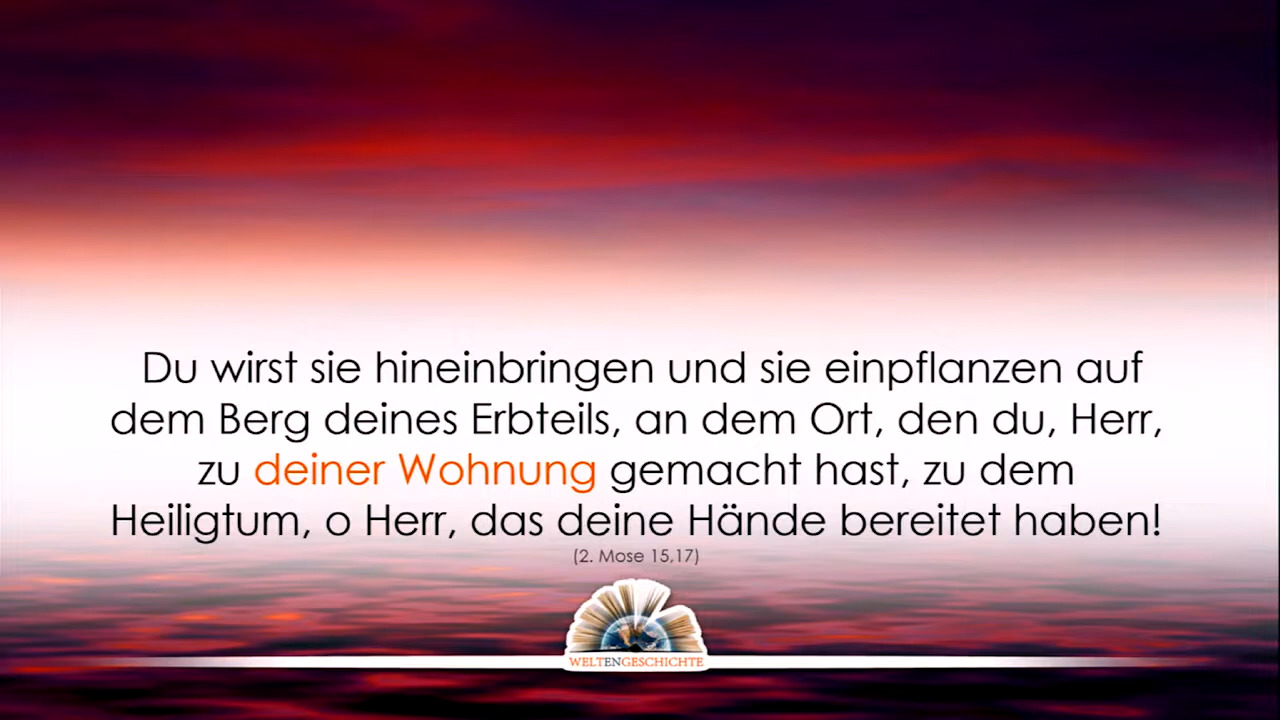 Du wirst sie hineinbringen und sie einpflanzen auf
dem Berg deines Erbteils, an dem Ort, den du, Herr,
zu deiner Wohnung gemacht hast, zu dem
Heiligtum, o Herr, das deine Hände bereitet haben!
(2. Mose 15,17)
WELTENGESCHICHTE